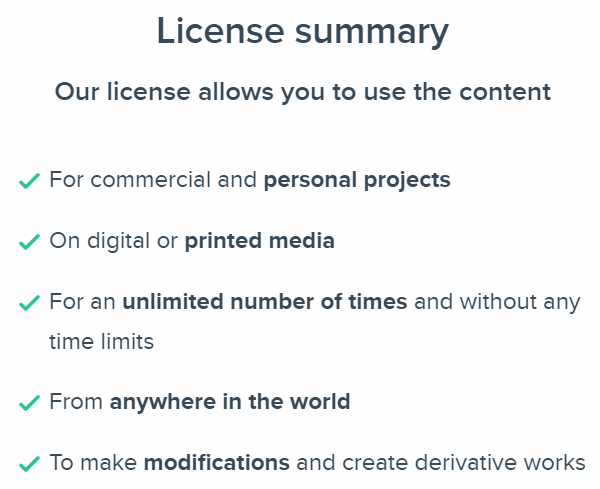 License summary
Our license allows you to use the content
For commercial and personal projects
On digital or printed media
For an unlimited number of times and without any
time limits
From anywhere in the world
To make modifications and create derivative works